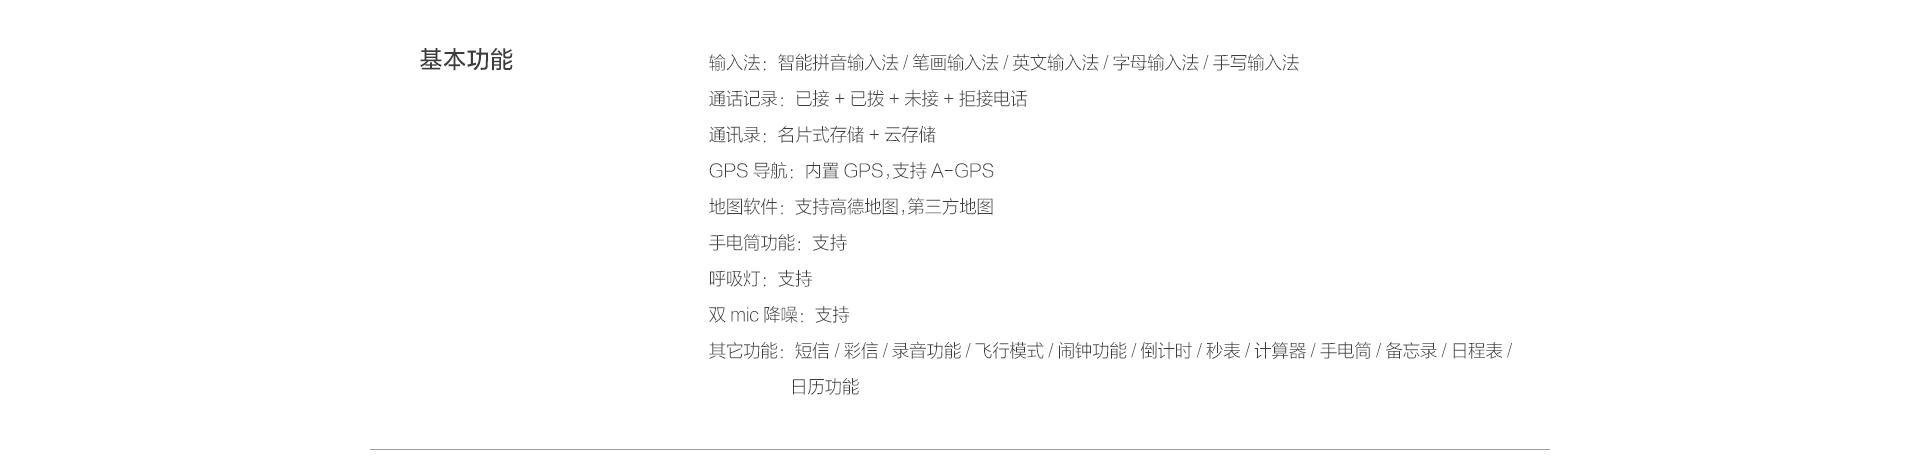 基本功能
输入法：智能拼音输入法 / 笔画输入法 / 英文输入法 / 字母输入法 / 手写输入法
通话记录：已接 + 已拨 + 未接 + 拒接电话
通讯录：名片式存储 + 云存储
GPS 导航：内置 GPS,支持 A-GPS
地图软件：支持高德地图,第三方地图
手电筒功能：支持
呼吸灯：支持
双 mic 降噪：支持
其它功能：短信 / 彩信 / 录音功能 / 飞行模式 / 闹钟功能 / 倒计时 / 秒表 / 计算器 / 手电筒 / 备忘录 / 日程表 /
日历功能